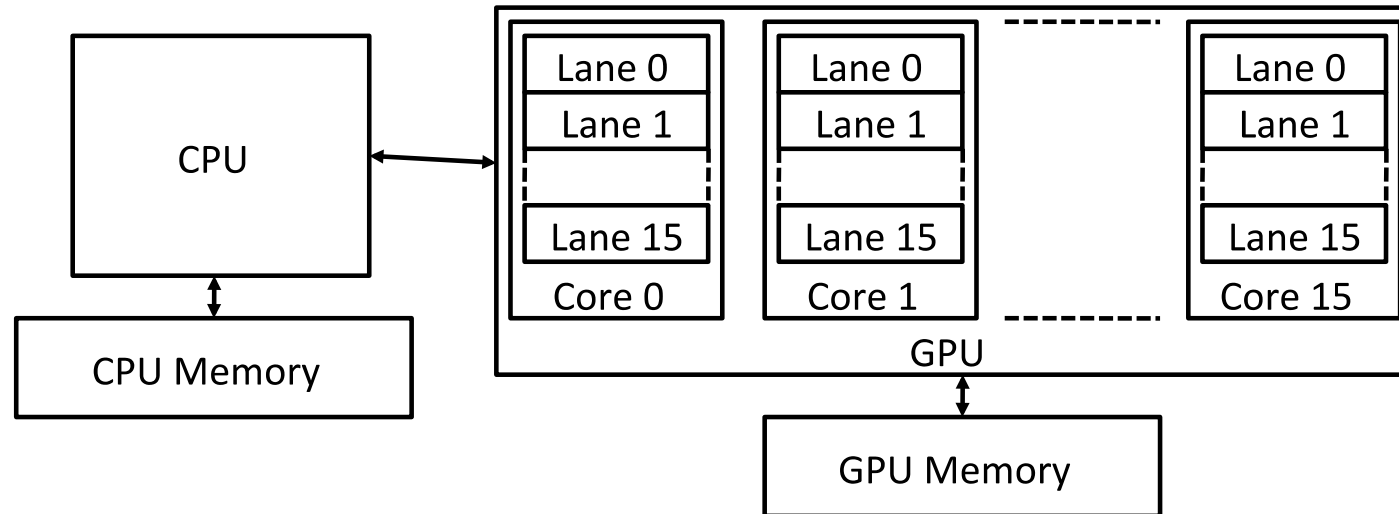 CPU
CPU Memory
Lane 0
Lane 1
Lane 15
Core 0
Lane 0
Lane 1
Lane 15
Core 1
Lane 0
Lane 1
Lane 15
Core 15
GPU
GPU Memory